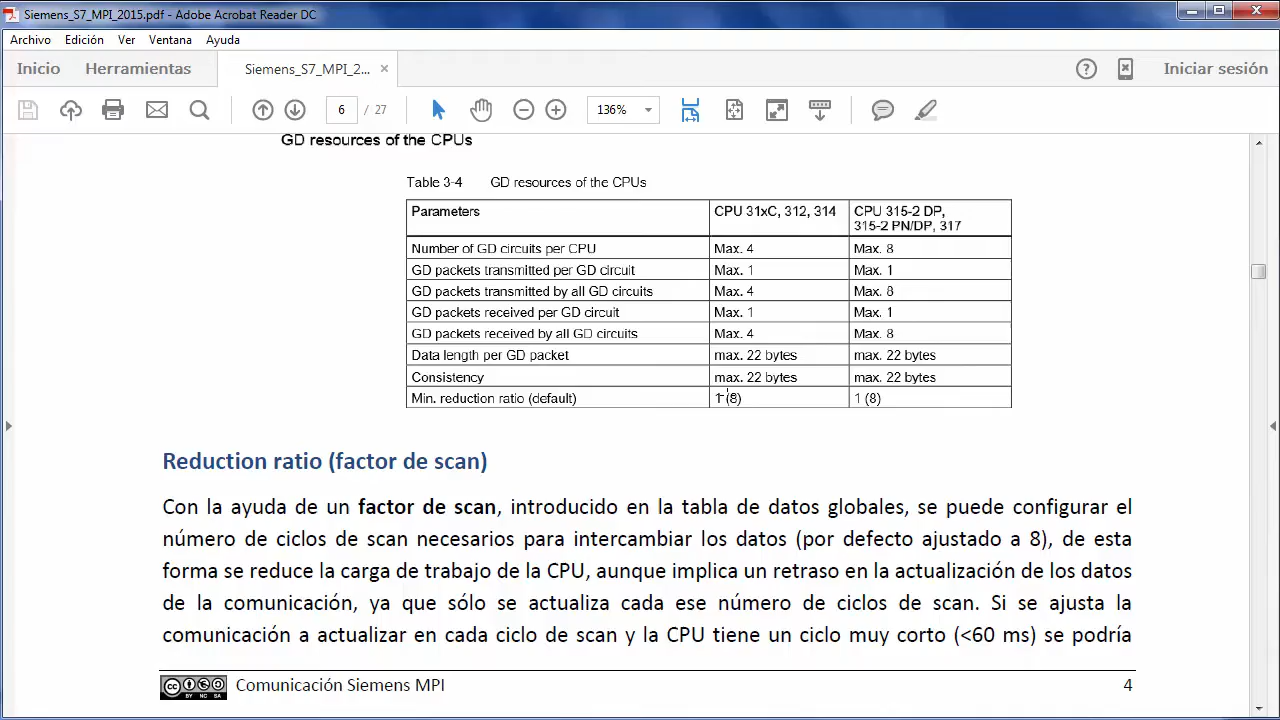 Siemens_S7_MPI_2015.pdf - Adobe Acrobat Reader DC
Archivo Edición Ver Ventana Ayuda
Inicio Herramientas Siemens_S7_MPI_2... × Iniciar sesión
6 / 27 136%
GD resources of the CPUs
Table 3-4 GD resources of the CPUs
Parameters CPU 31xC, 312, 314 CPU 315-2 DP,
315-2 PN/DP, 317
Number of GD circuits per CPU Max. 4 Max. 8
GD packets transmitted per GD circuit Max. 1 Max. 1
GD packets transmitted by all GD circuits Max. 4 Max. 8
GD packets received per GD circuit Max. 1 Max. 1
GD packets received by all GD circuits Max. 4 Max. 8
Data length per GD packet max. 22 bytes max. 22 bytes
Consistency max. 22 bytes max. 22 bytes
Min. reduction ratio (default) 1 (8) 1 (8)
Reduction ratio (factor de scan)
Con la ayuda de un factor de scan, introducido en la tabla de datos globales, se puede configurar el
número de ciclos de scan necesarios para intercambiar los datos (por defecto ajustado a 8), de esta
forma se reduce la carga de trabajo de la CPU, aunque implica un retraso en la actualización de los datos
de la comunicación, ya que sólo se actualiza cada ese número de ciclos de scan. Si se ajusta la
comunicación a actualizar en cada ciclo de scan y la CPU tiene un ciclo muy corto (<60 ms) se podría
cc BY NC SA Comunicación Siemens MPI 4